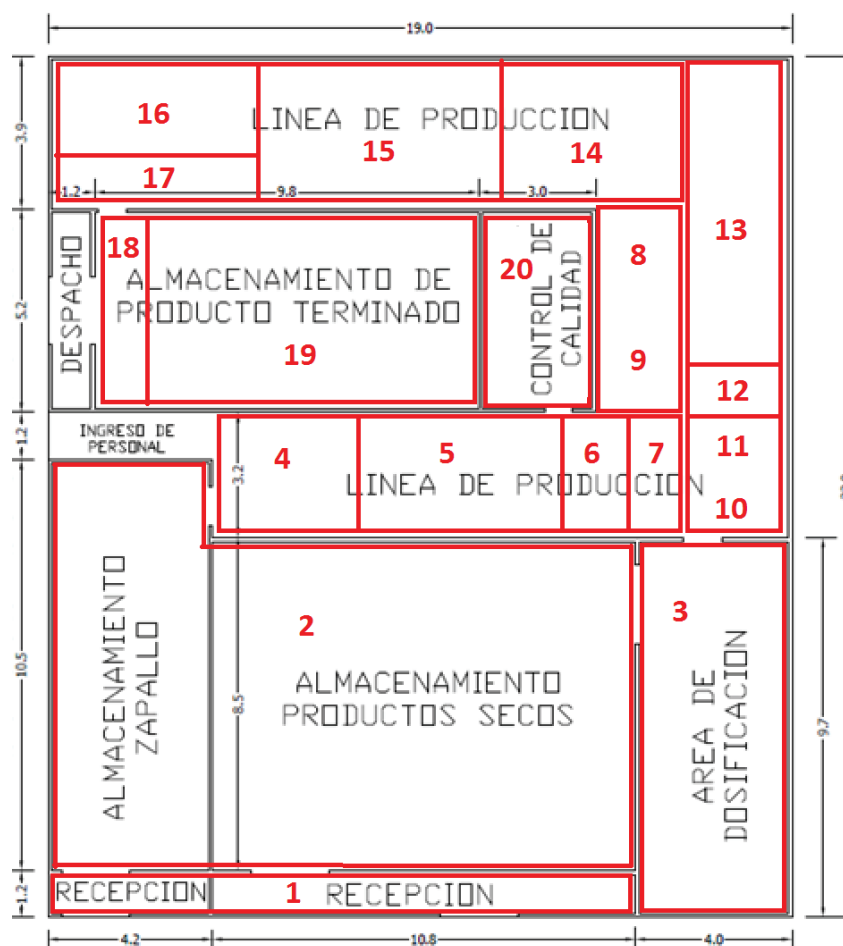 19.0
3.9
16
LINEA DE PRODUCCION
15
14
17
1.2
9.8
3.0
13
5.2
DESPACHO
18
ALMACENAMIENTO DE
PRODUCTO TERMINADO
19
20
CONTROL DE
CALIDAD
8
9
12
1.2
INGRESO DE
PERSONAL
3.2
4
5
6
7
11
10
LINEA DE PRODUCCION
10.5
ALMACENAMIENTO
ZAPALLO
2
ALMACENAMIENTO
PRODUCTOS SECOS
8.5
3
AREA DE
DOSIFICACION
9.7
1.2
RECEPCION
1
RECEPCION
4.2
10.8
4.0